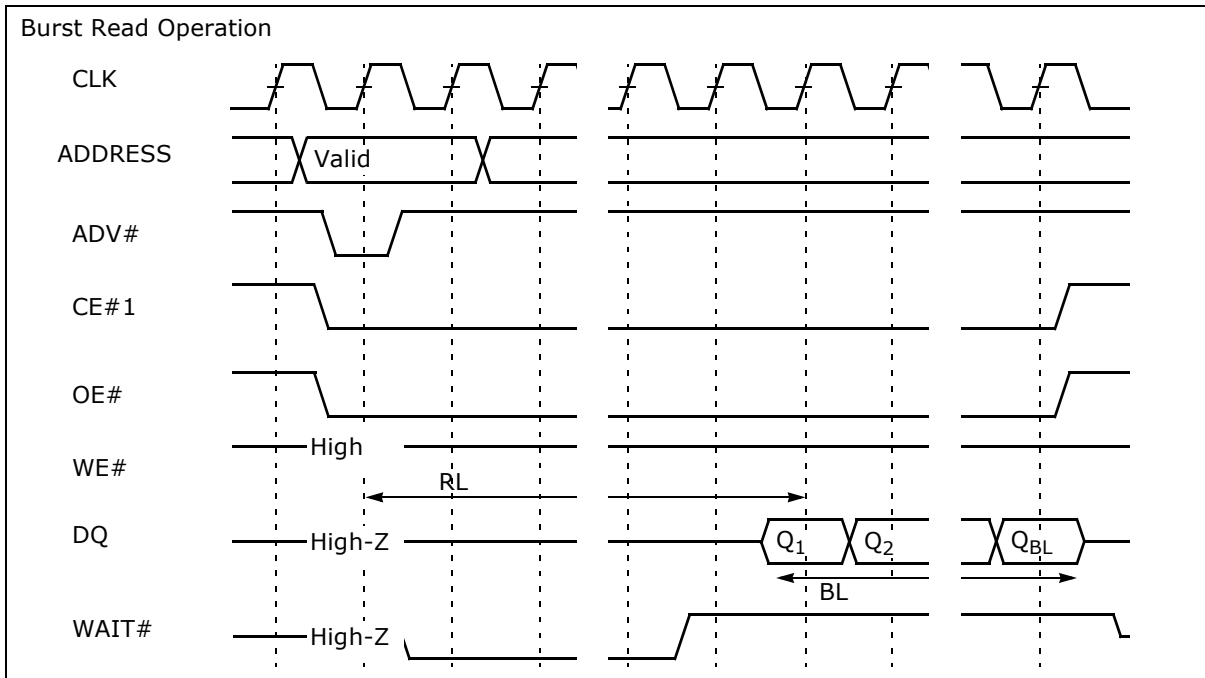 Burst Read Operation
CLK
ADDRESS
Valid
ADV#
CE#1
OE#
High
WE#
RL
DQ
High-Z
Q1
Q2
QBL
BL
WAIT#
High-Z